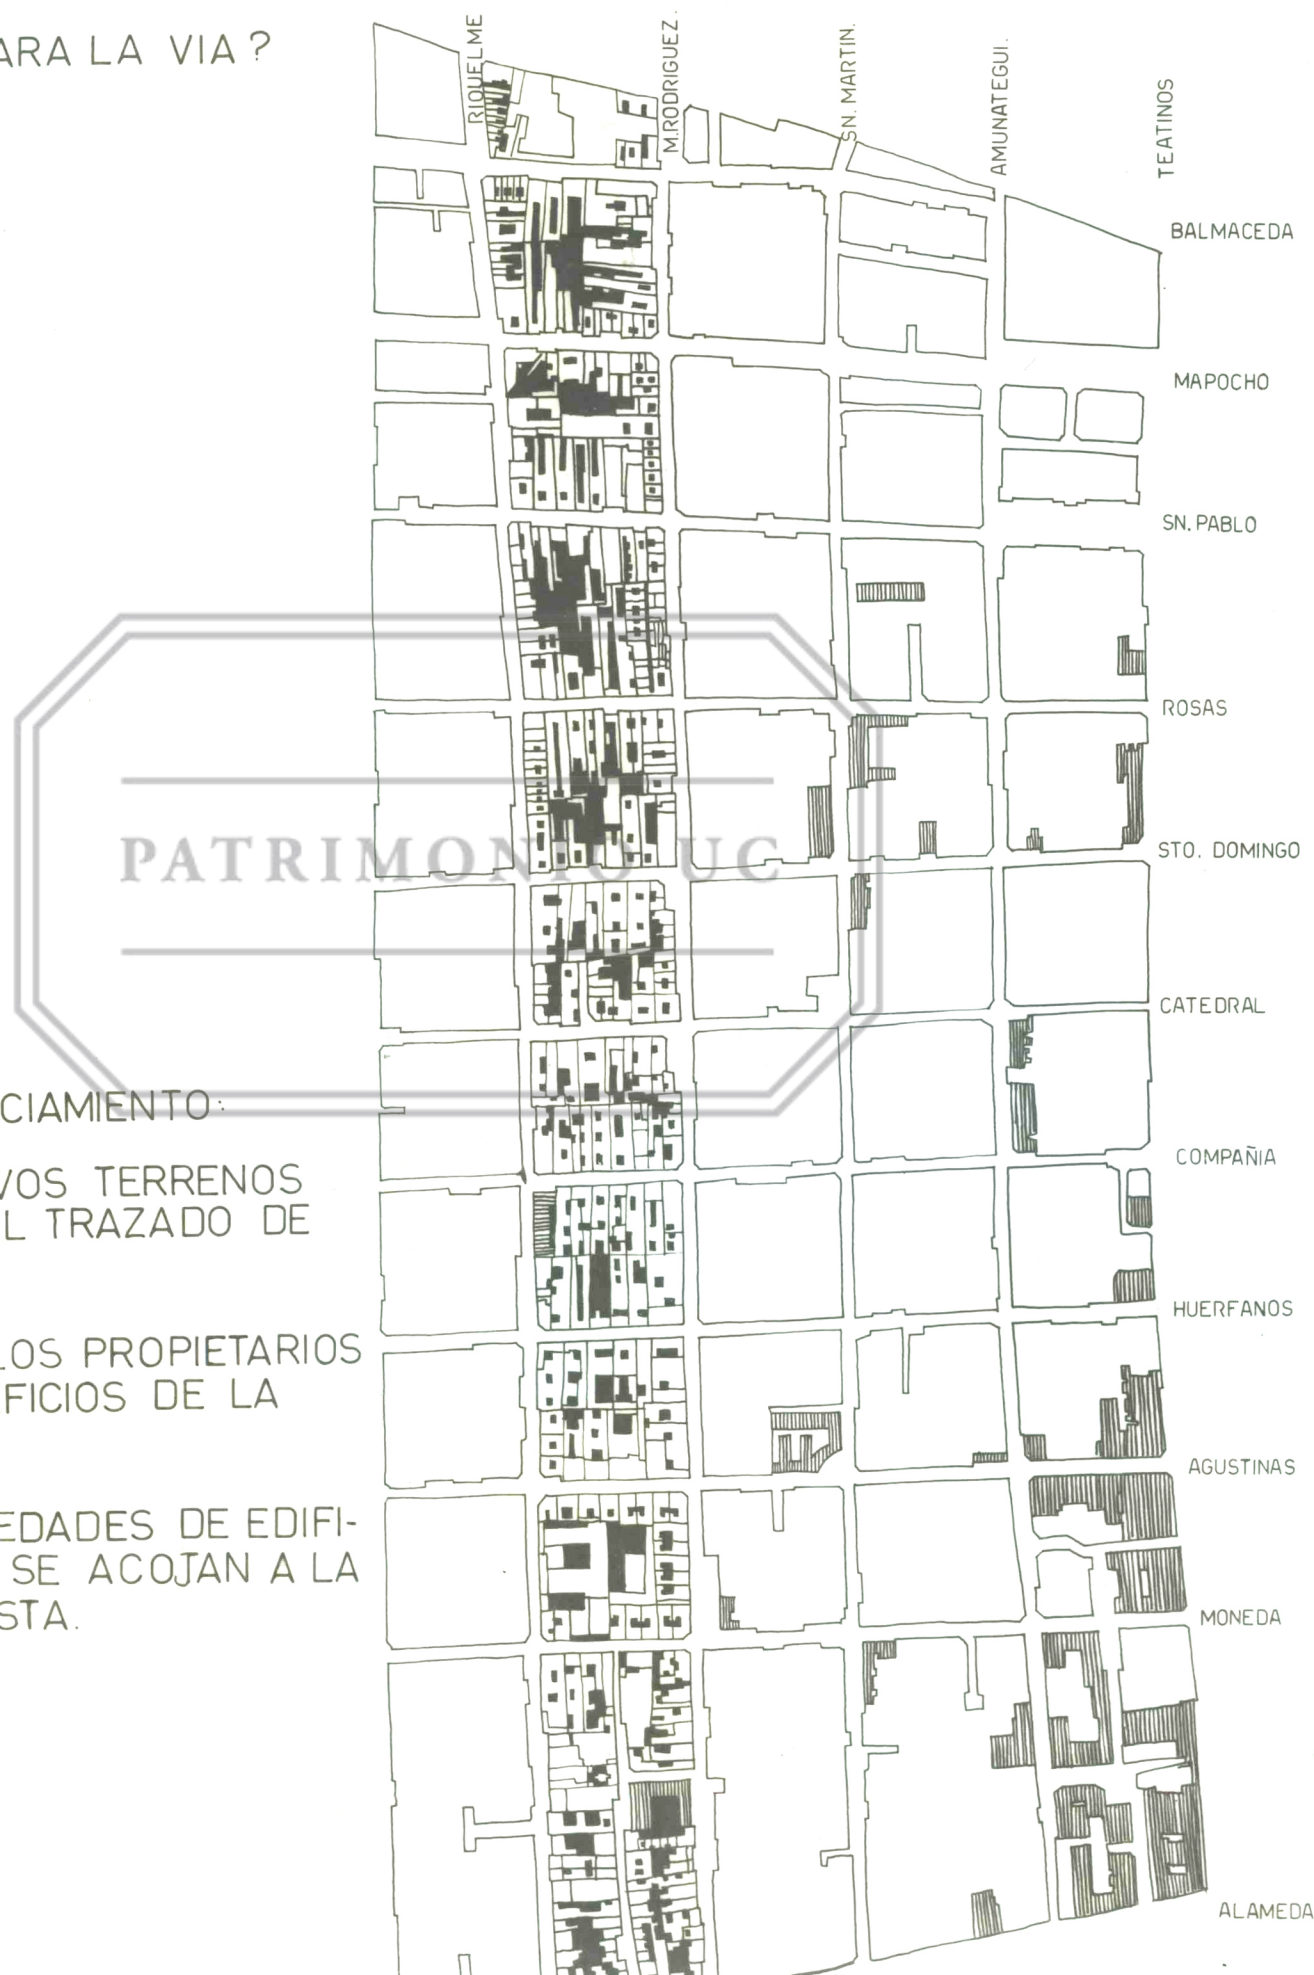 ARA LA VIA?
RIQUELME
M.RODRIGUEZ.
SN. MARTIN.
AMUNATEGUI.
TEATINOS
BALMACEDA
MAPOCHO
SN. PABLO
ROSAS
STO. DOMINGO
CATEDRAL
COMPAÑIA
HUERFANOS
AGUSTINAS
MONEDA
ALAMEDA
PATRIMONIO UC
CIAMIENTO:
VOS TERRENOS
L TRAZADO DE
LOS PROPIETARIOS
FICIOS DE LA
EDADES DE EDIFI-
SE ACOJAN A LA
STA.